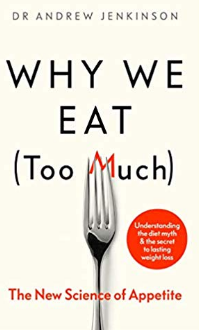 DR ANDREW JENKINSON
WHY WE
EAT
(Too Much)
Understanding
the diet myth
& the secret
to lasting
weight loss
The New Science of Appetite